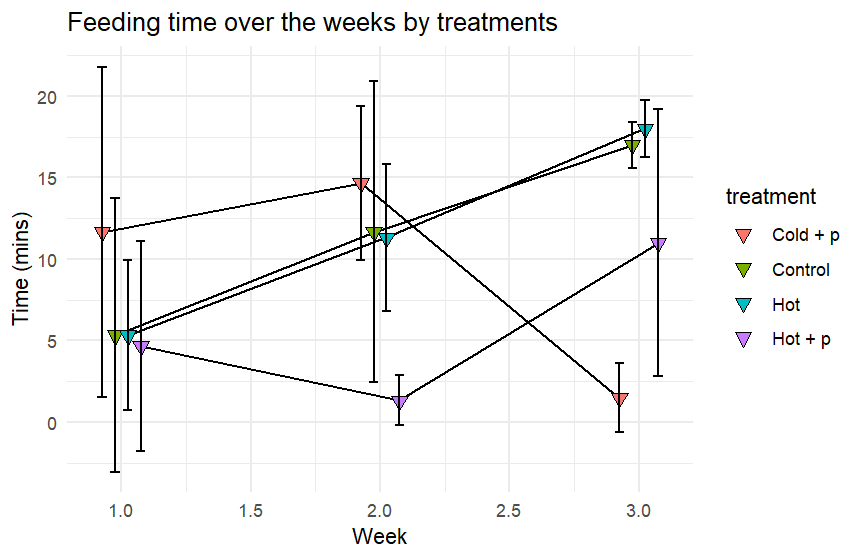 Feeding time over the weeks by treatments
Time (mins)
20
15
10
5
0
1.0
1.5
2.0
2.5
3.0
Week
treatment
Cold + p
Control
Hot
Hot + p